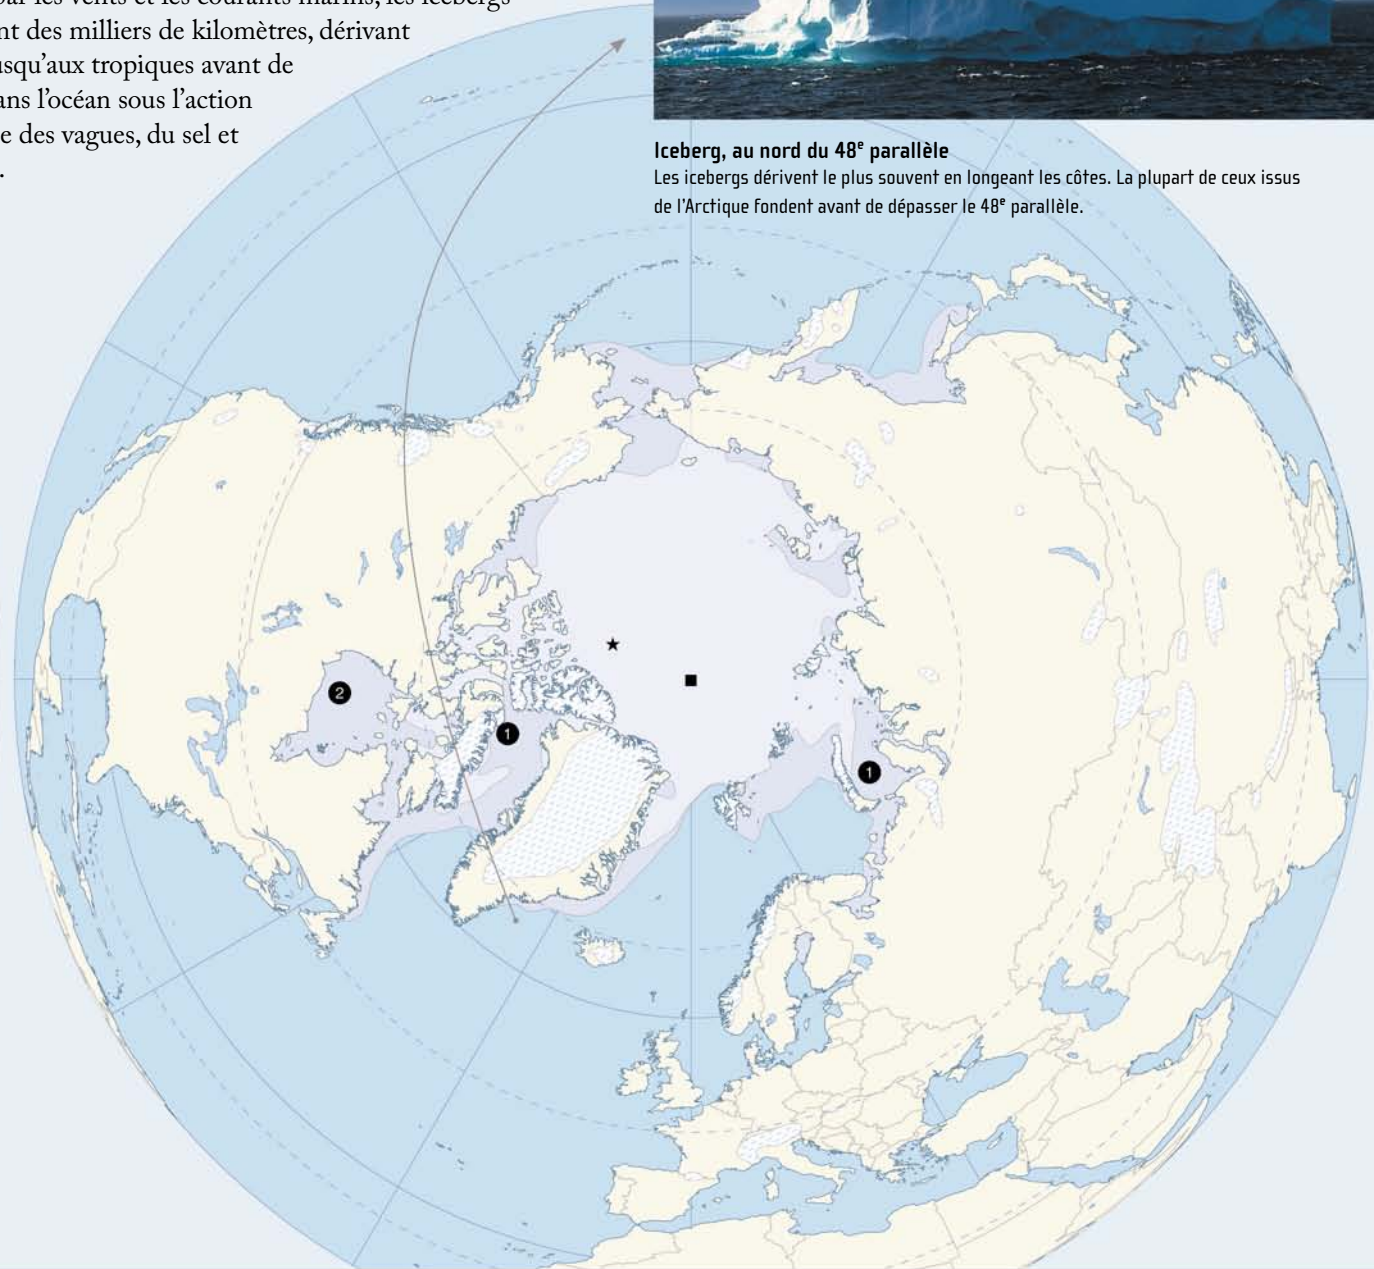 par les vents et les courants marins, les icebergs
nt des milliers de kilomètres, dérivant
usqu'aux tropiques avant de
ans l'océan sous l'action
e des vagues, du sel et
.
Iceberg, au nord du 48e parallèle
Les icebergs dérivent le plus souvent en longeant les côtes. La plupart de ceux issus
de l'Arctique fondent avant de dépasser le 48e parallèle.
2
1
1